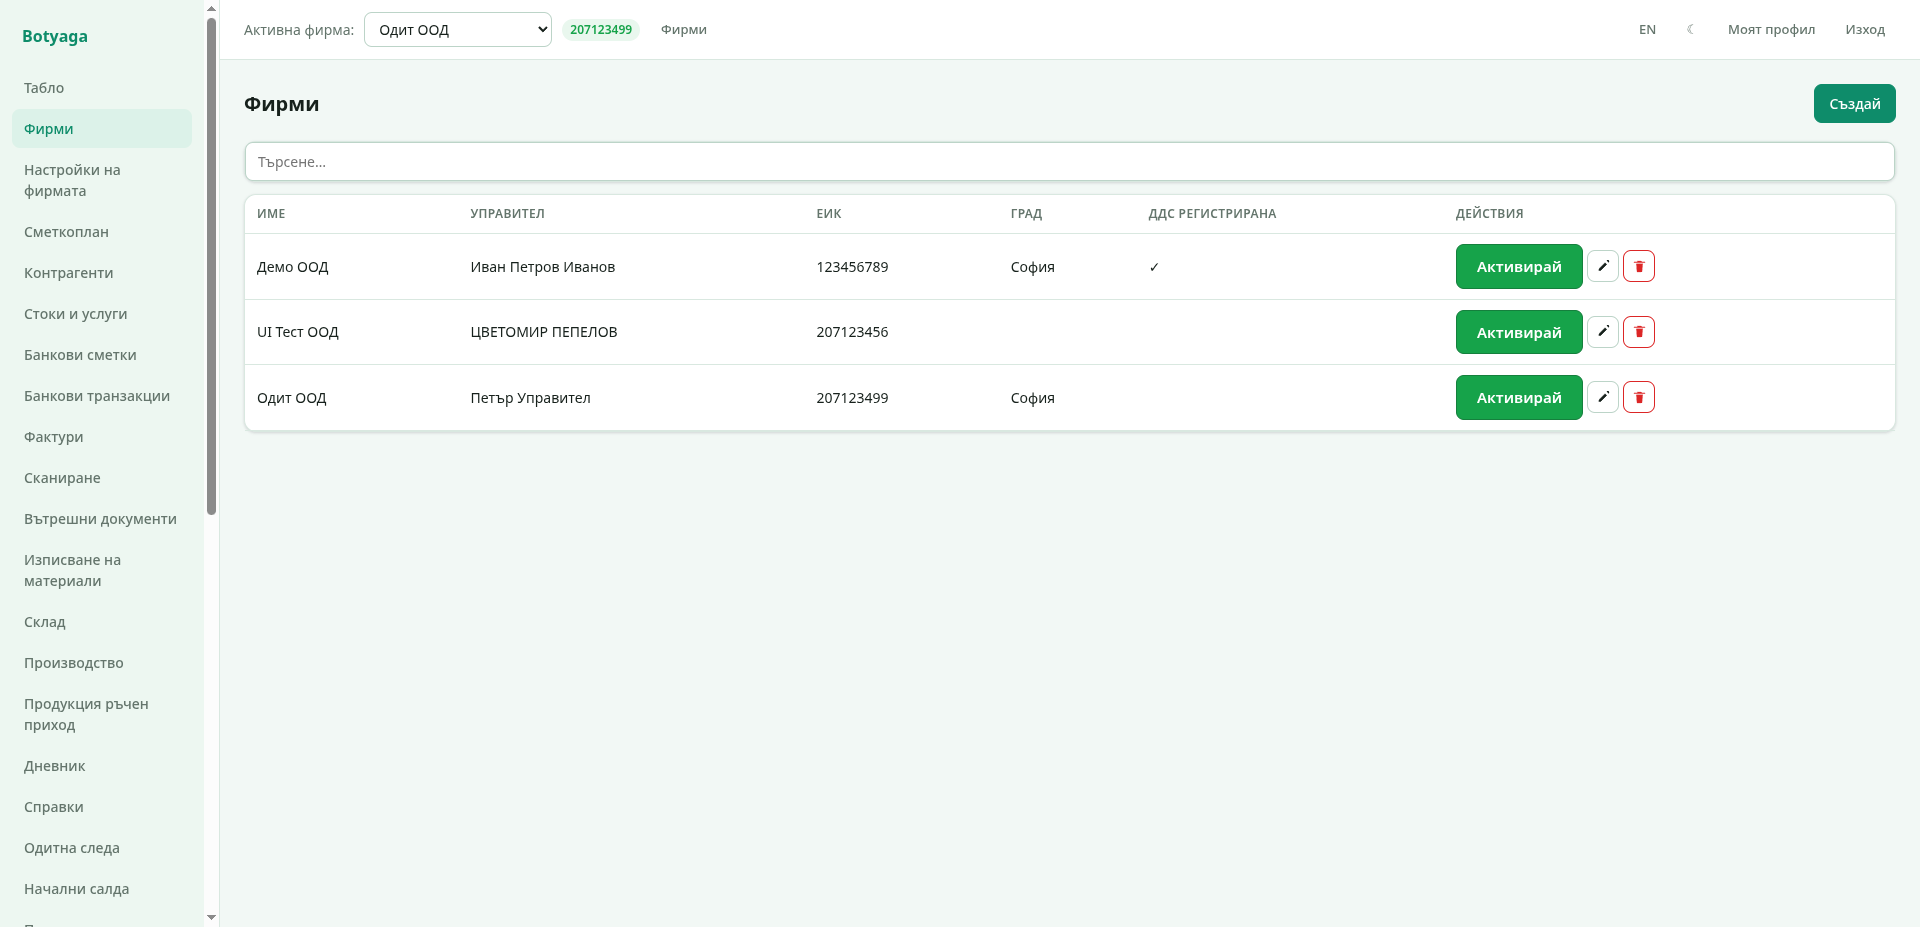 Botyaga
Табло
Фирми
Настройки на
фирмата
Сметкоплан
Контрагенти
Стоки и услуги
Банкови сметки
Банкови транзакции
Фактури
Сканиране
Вътрешни документи
Изписване на
материали
Склад
Производство
Продукция ръчен
приход
Дневник
Справки
Одитна следа
Начални салда
Активна фирма: Одит ООД 207123499 Фирми EN ☾ Моят профил Изход
Фирми Създай
Търсене...
ИМЕ УПРАВИТЕЛ ЕИК ГРАД ДДС РЕГИСТРИРАНА ДЕЙСТВИЯ
Демо ООД Иван Петров Иванов 123456789 София ✓ Активирай
UI Тест ООД ЦВЕТОМИР ПЕПЕЛОВ 207123456 Активирай
Одит ООД Петър Управител 207123499 София Активирай